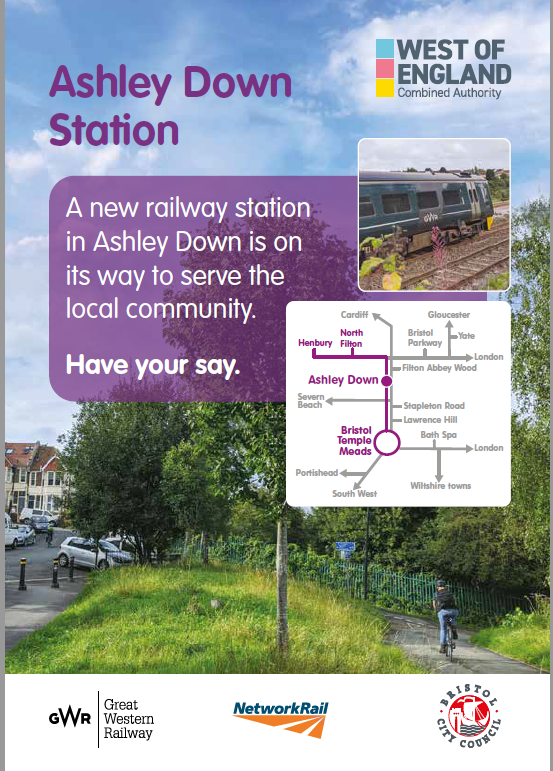 Ashley Down
Station
WEST OF
ENGLAND
Combined Authority
A new railway station
in Ashley Down is on
its way to serve the
local community.
Have your say.
GWR
Cardiff
Gloucester
Henbury
North
Filton
Bristol
Parkway
Yate
London
Filton Abbey Wood
Ashley Down
Severn
Beach
Stapleton Road
Lawrence Hill
Bristol
Temple
Meads
Bath Spa
London
Portishead
South West
Wiltshire towns
GWR
Great
Western
Railway
NetworkRail
BRISTOL
CITY COUNCIL